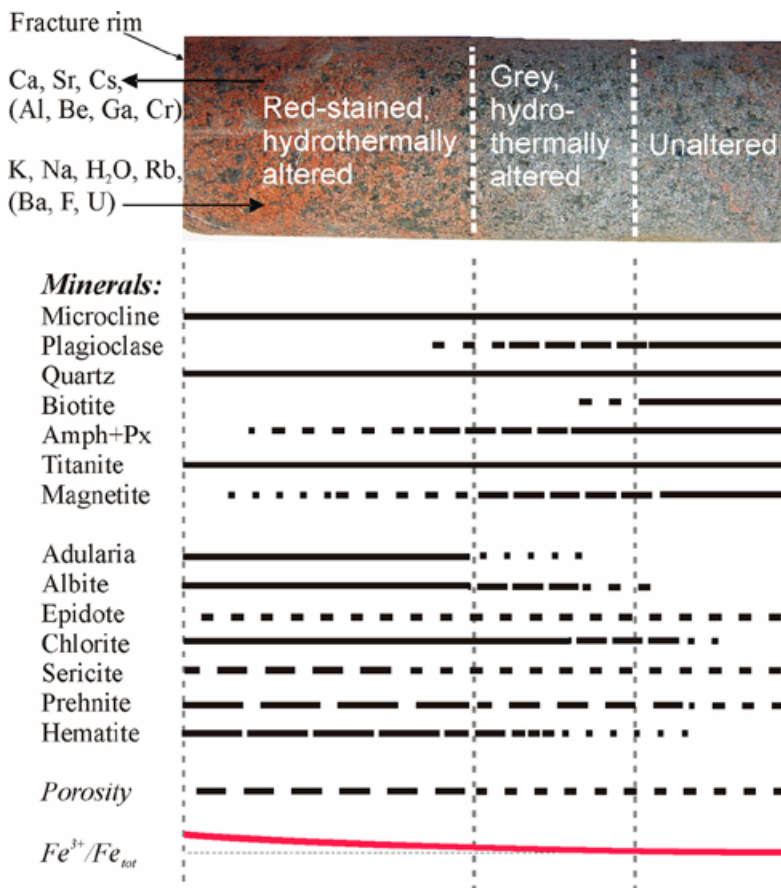 Fracture rim
Ca, Sr, Cs,
(Al, Be, Ga, Cr)
K, Na, H₂O, Rb,
(Ba, F, U)
Red-stained,
hydrothermally
altered
Grey,
hydro-
thermally
altered
Unaltered
Minerals:
Microcline
Plagioclase
Quartz
Biotite
Amph+Px
Titanite
Magnetite
Adularia
Albite
Epidote
Chlorite
Sericite
Prehnite
Hematite
Porosity
Fe³⁺/Feₜₒₜ